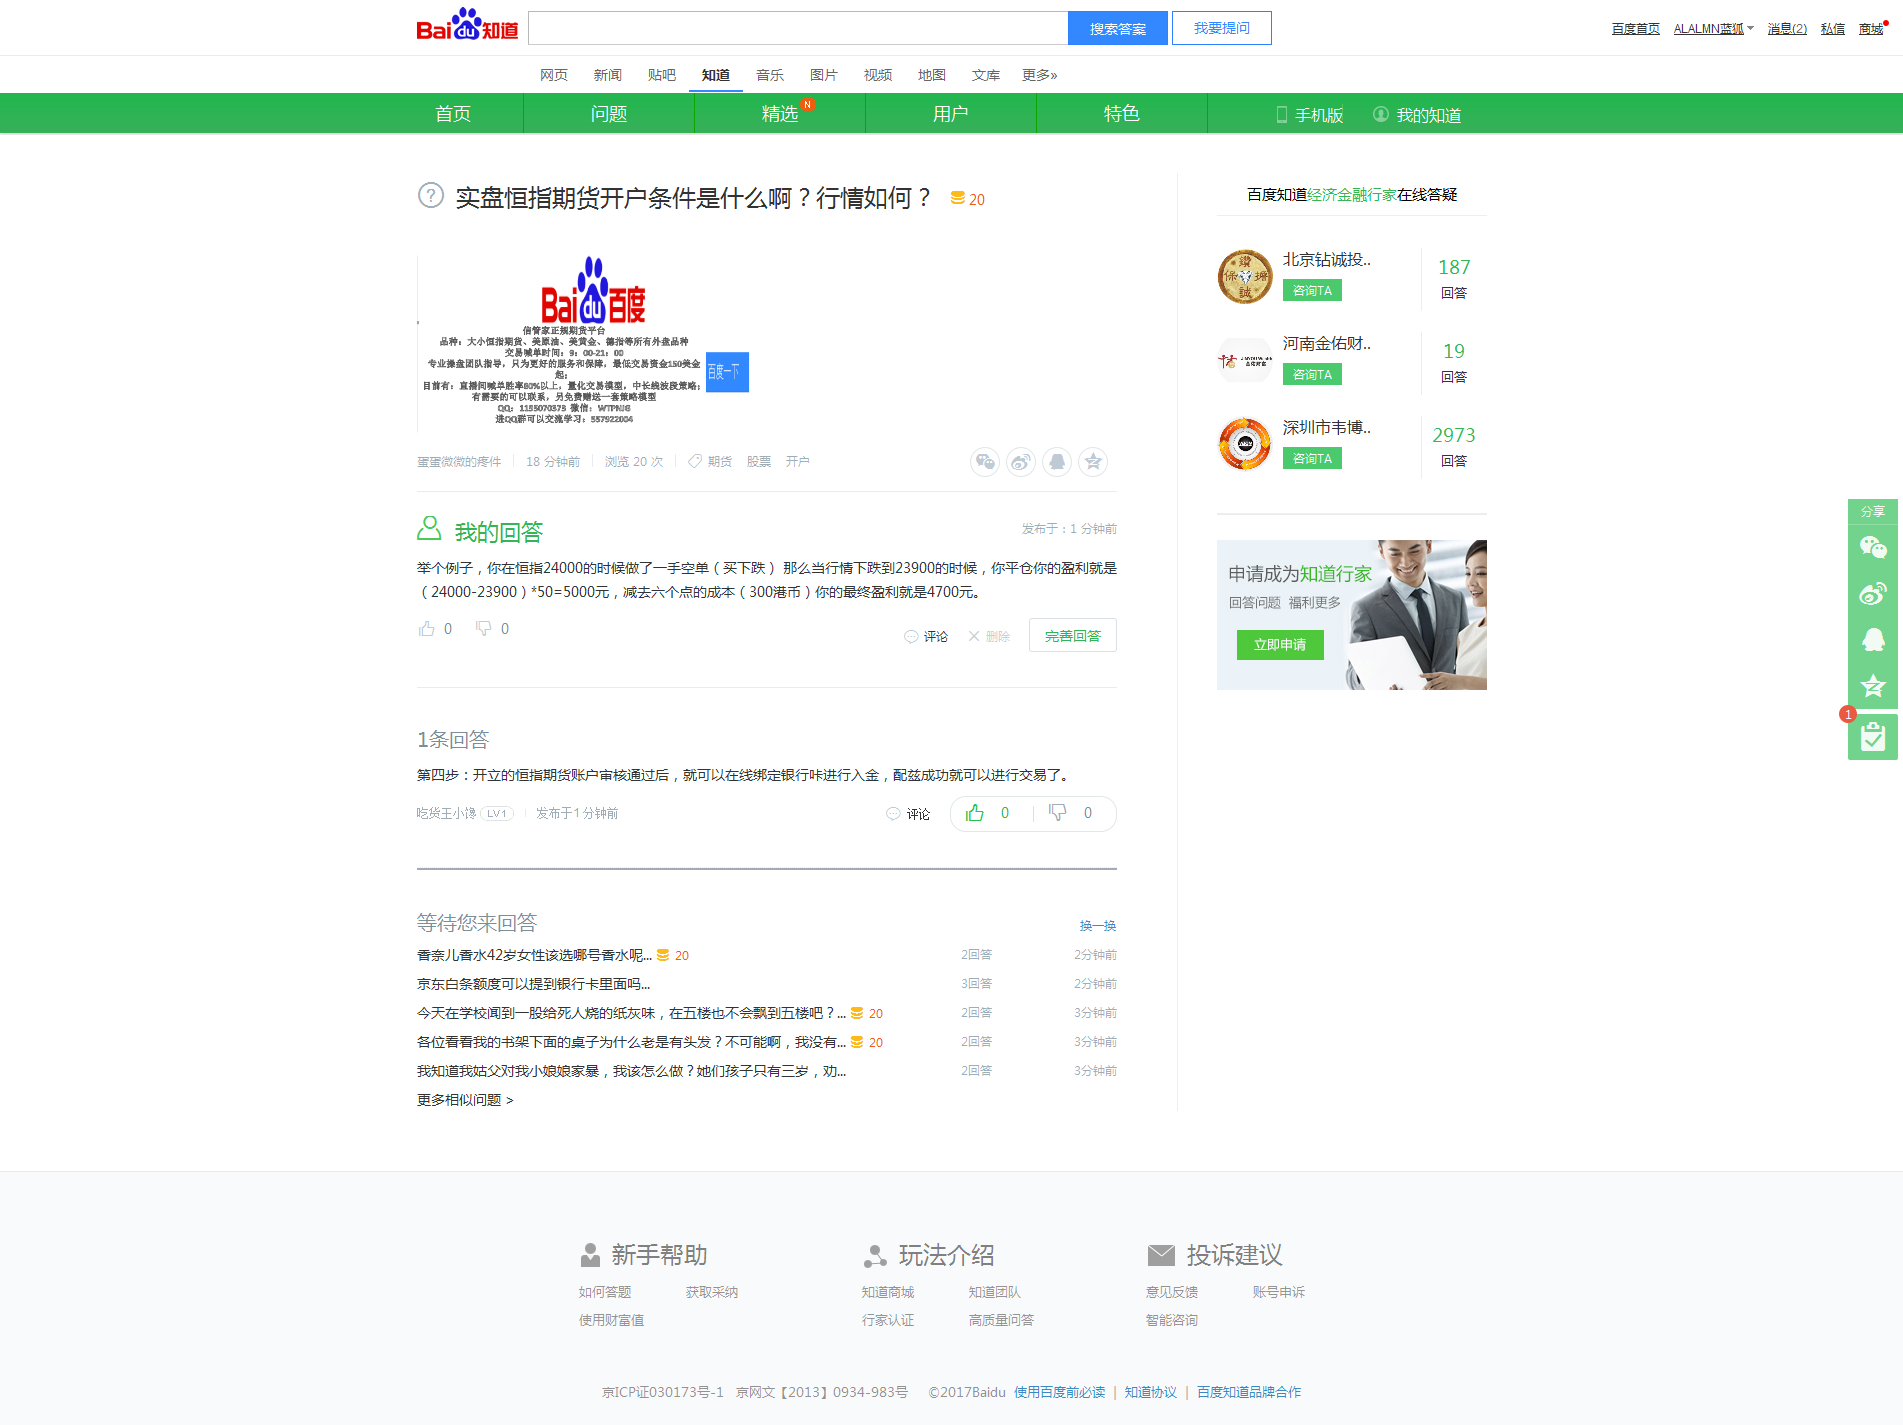 Bai du 知道
搜索答案
我要提问
百度首页 ALALMN蓝狐 消息(2) 私信 商城
网页 新闻 贴吧 知道 音乐 图片 视频 地图 文库 更多»
首页 问题 精选 N 用户 特色 手机版 我的知道
实盘恒指期货开户条件是什么啊？行情如何？ 20
Bai du 百度
信管家正规期货平台
品种：大小恒指期货、美原油、美黄金、德指等所有外盘品种
交易喊单时间：9：00-21：00
专业操盘团队指导，只为更好的服务和保障，最低交易资金150美金
起；
目前有：直播间喊单胜率80%以上，量化交易模型，中长线波段策略；
有需要的可以联系，另免费赠送一套策略模型
QQ：1155070373 微信：WTPNJG
进QQ群可以交流学习：557922004
百度一下
蛋蛋微微的疼件 18 分钟前 浏览 20 次 期货 股票 开户
我的回答
发布于：1 分钟前
举个例子，你在恒指24000的时候做了一手空单（买下跌） 那么当行情下跌到23900的时候，你平仓你的盈利就是
（24000-23900）*50=5000元，减去六个点的成本（300港币）你的最终盈利就是4700元。
0 0
评论 删除 完善回答
1条回答
第四步：开立的恒指期货账户审核通过后，就可以在线绑定银行咔进行入金，配兹成功就可以进行交易了。
吃货王小馋 LV1 发布于1 分钟前
评论 0 0
等待您来回答
换一换
香奈儿香水42岁女性该选哪号香水呢... 20 2回答 2分钟前
京东白条额度可以提到银行卡里面吗... 3回答 2分钟前
今天在学校闻到一股给死人烧的纸灰味，在五楼也不会飘到五楼吧？... 20 2回答 3分钟前
各位看看我的书架下面的桌子为什么老是有头发？不可能啊，我没有... 20 2回答 3分钟前
我知道我姑父对我小娘娘家暴，我该怎么做？她们孩子只有三岁，劝... 2回答 3分钟前
更多相似问题 >
百度知道经济金融行家在线答疑
北京钻诚投..
咨询TA
187
回答
河南金佑财..
咨询TA
19
回答
深圳市韦博..
咨询TA
2973
回答
申请成为知道行家
回答问题 福利更多
立即申请
分享
1
新手帮助
如何答题 获取采纳
使用财富值
玩法介绍
知道商城 知道团队
行家认证 高质量问答
投诉建议
意见反馈 账号申诉
智能咨询
京ICP证030173号-1 京网文【2013】0934-983号 ©2017Baidu 使用百度前必读 | 知道协议 | 百度知道品牌合作